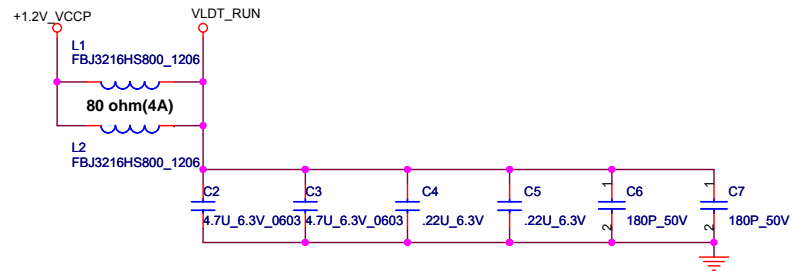 +1.2V_VCCP VLDT_RUN
L1
FBJ3216HS800_1206
80 ohm(4A)
L2
FBJ3216HS800_1206
C2 C3 C4 C5 1 C6 1 C7
4.7U_6.3V_0603 4.7U_6.3V_0603 .22U_6.3V .22U_6.3V 2 180P_50V 2 180P_50V